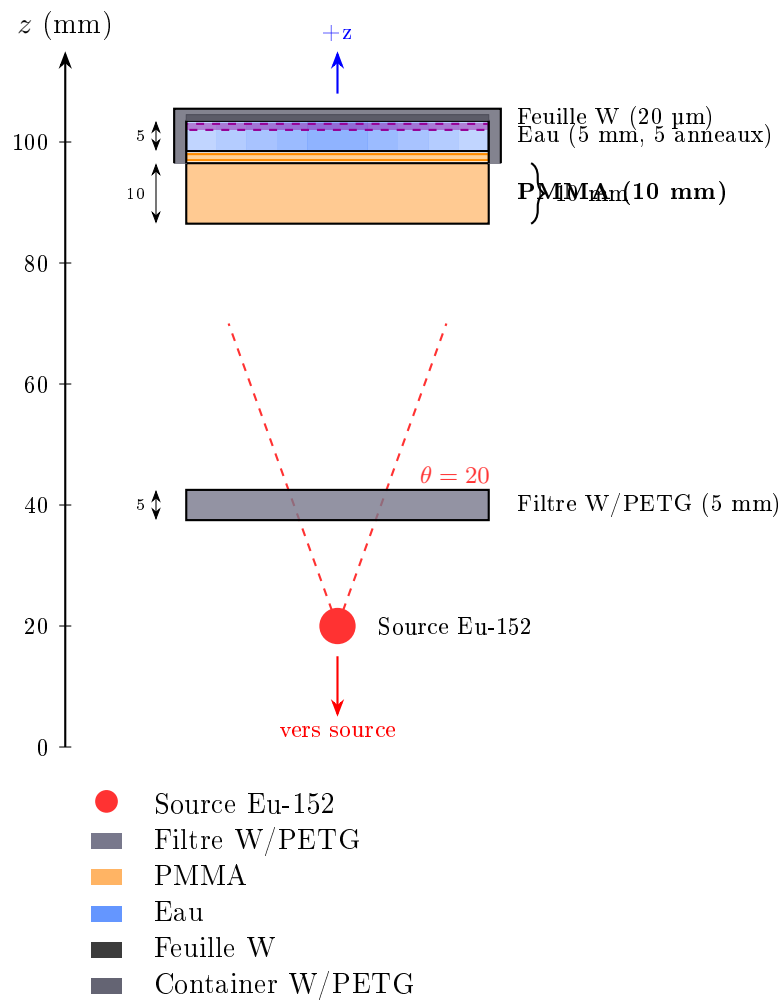 z (mm)
+z
100
80
60
40
20
0
5
10
5
Feuille W (20 µm)
Eau (5 mm, 5 anneaux)
PMMA (10 mm)
10 mm
θ = 20
Filtre W/PETG (5 mm)
Source Eu-152
vers source
Source Eu-152
Filtre W/PETG
PMMA
Eau
Feuille W
Container W/PETG